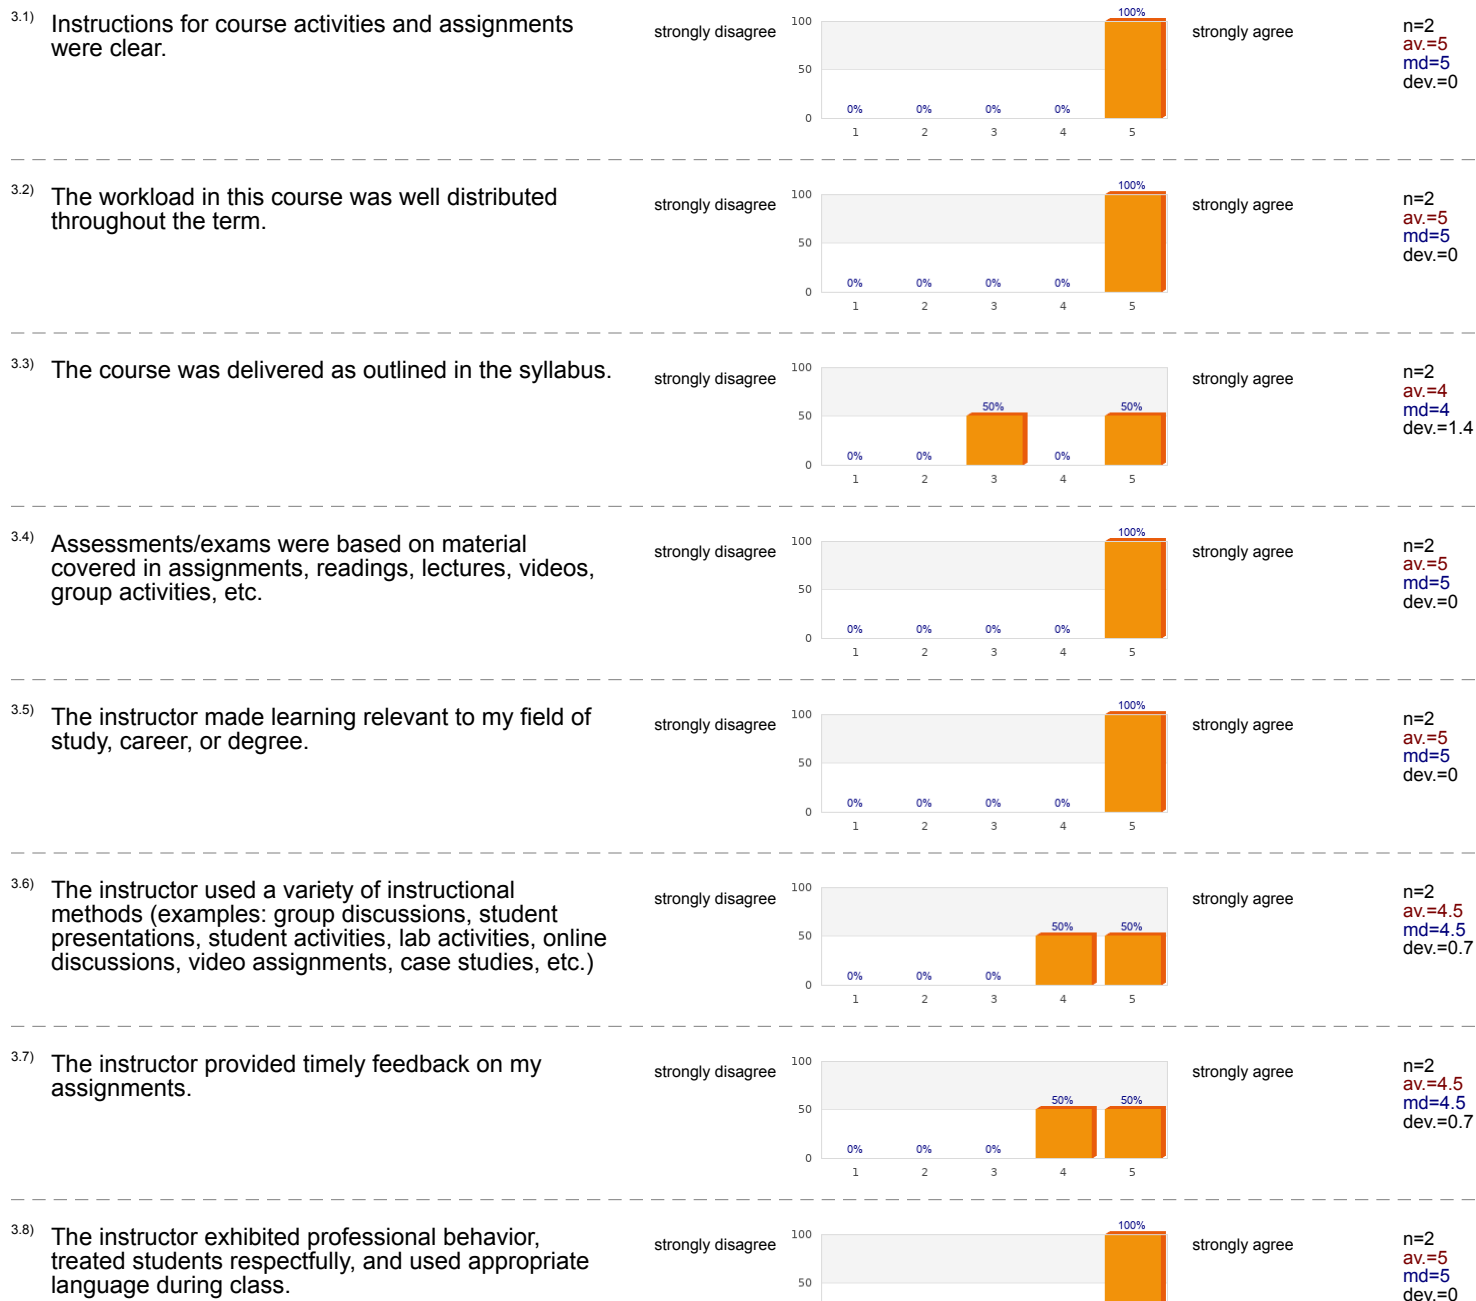 3.1) Instructions for course activities and assignments
were clear.
strongly disagree
100
50
0
0% 0% 0% 0% 100%
1 2 3 4 5
strongly agree
n=2
av.=5
md=5
dev.=0
3.2) The workload in this course was well distributed
throughout the term.
strongly disagree
100
50
0
0% 0% 0% 0% 100%
1 2 3 4 5
strongly agree
n=2
av.=5
md=5
dev.=0
3.3) The course was delivered as outlined in the syllabus.
strongly disagree
100
50
0
0% 0% 50% 0% 50%
1 2 3 4 5
strongly agree
n=2
av.=4
md=4
dev.=1.4
3.4) Assessments/exams were based on material
covered in assignments, readings, lectures, videos,
group activities, etc.
strongly disagree
100
50
0
0% 0% 0% 0% 100%
1 2 3 4 5
strongly agree
n=2
av.=5
md=5
dev.=0
3.5) The instructor made learning relevant to my field of
study, career, or degree.
strongly disagree
100
50
0
0% 0% 0% 0% 100%
1 2 3 4 5
strongly agree
n=2
av.=5
md=5
dev.=0
3.6) The instructor used a variety of instructional
methods (examples: group discussions, student
presentations, student activities, lab activities, online
discussions, video assignments, case studies, etc.)
strongly disagree
100
50
0
0% 0% 0% 50% 50%
1 2 3 4 5
strongly agree
n=2
av.=4.5
md=4.5
dev.=0.7
3.7) The instructor provided timely feedback on my
assignments.
strongly disagree
100
50
0
0% 0% 0% 50% 50%
1 2 3 4 5
strongly agree
n=2
av.=4.5
md=4.5
dev.=0.7
3.8) The instructor exhibited professional behavior,
treated students respectfully, and used appropriate
language during class.
strongly disagree
100
50
100%
strongly agree
n=2
av.=5
md=5
dev.=0